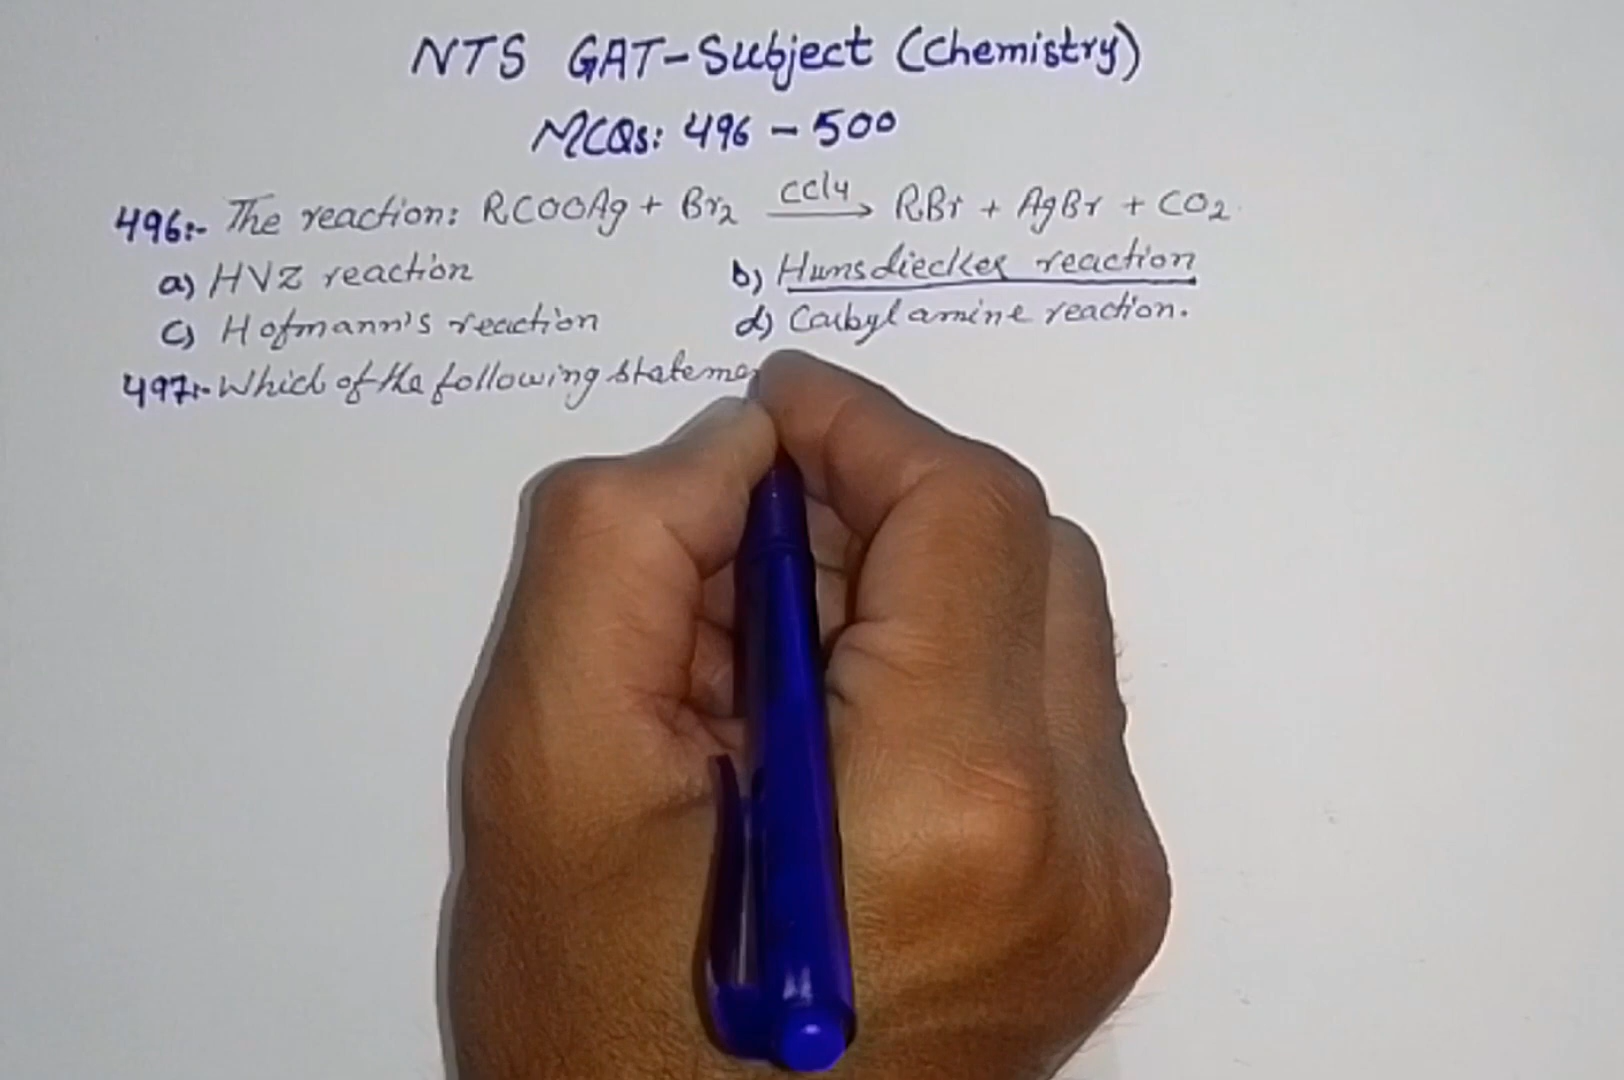 NTS GAT-Subject (Chemistry)
MCQs: 496 - 500
496:- The reaction: RCOOAg + Br2 CCl4→ RBr + AgBr + CO2.
a) HVZ reaction b) Hunsdiecker reaction
c) Hofmann's reaction d) Carbylamine reaction.
497:- Which of the following stateme